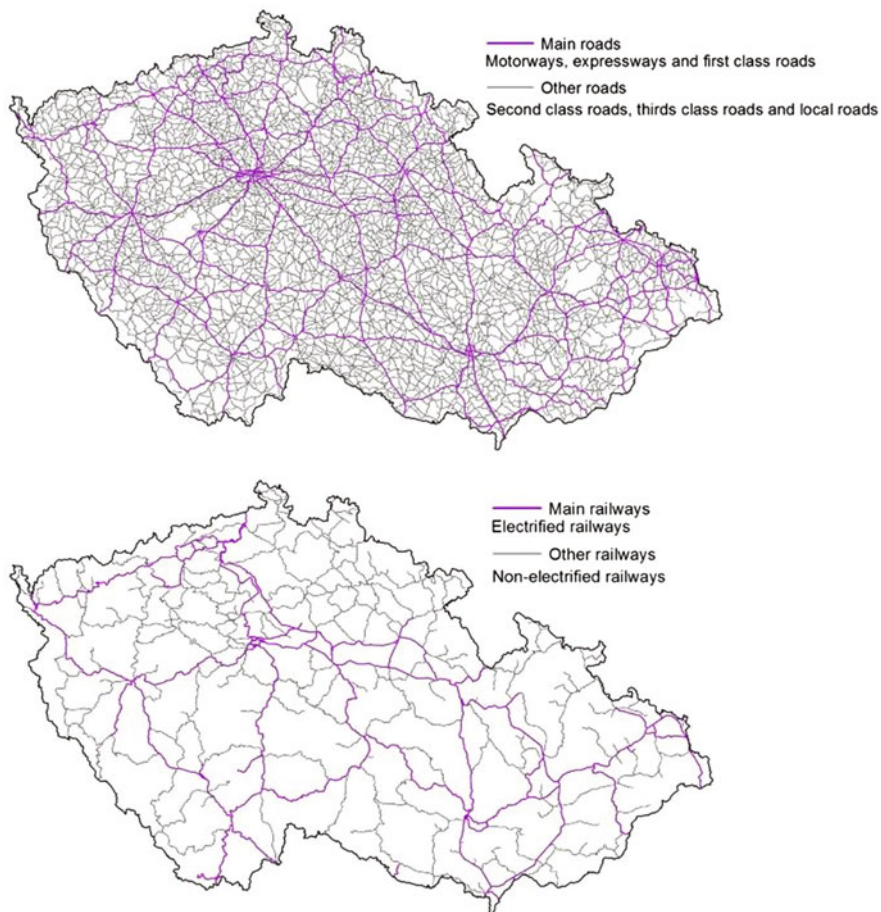 Main roads
Motorways, expressways and first class roads
Other roads
Second class roads, thirds class roads and local roads
Main railways
Electrified railways
Other railways
Non-electrified railways